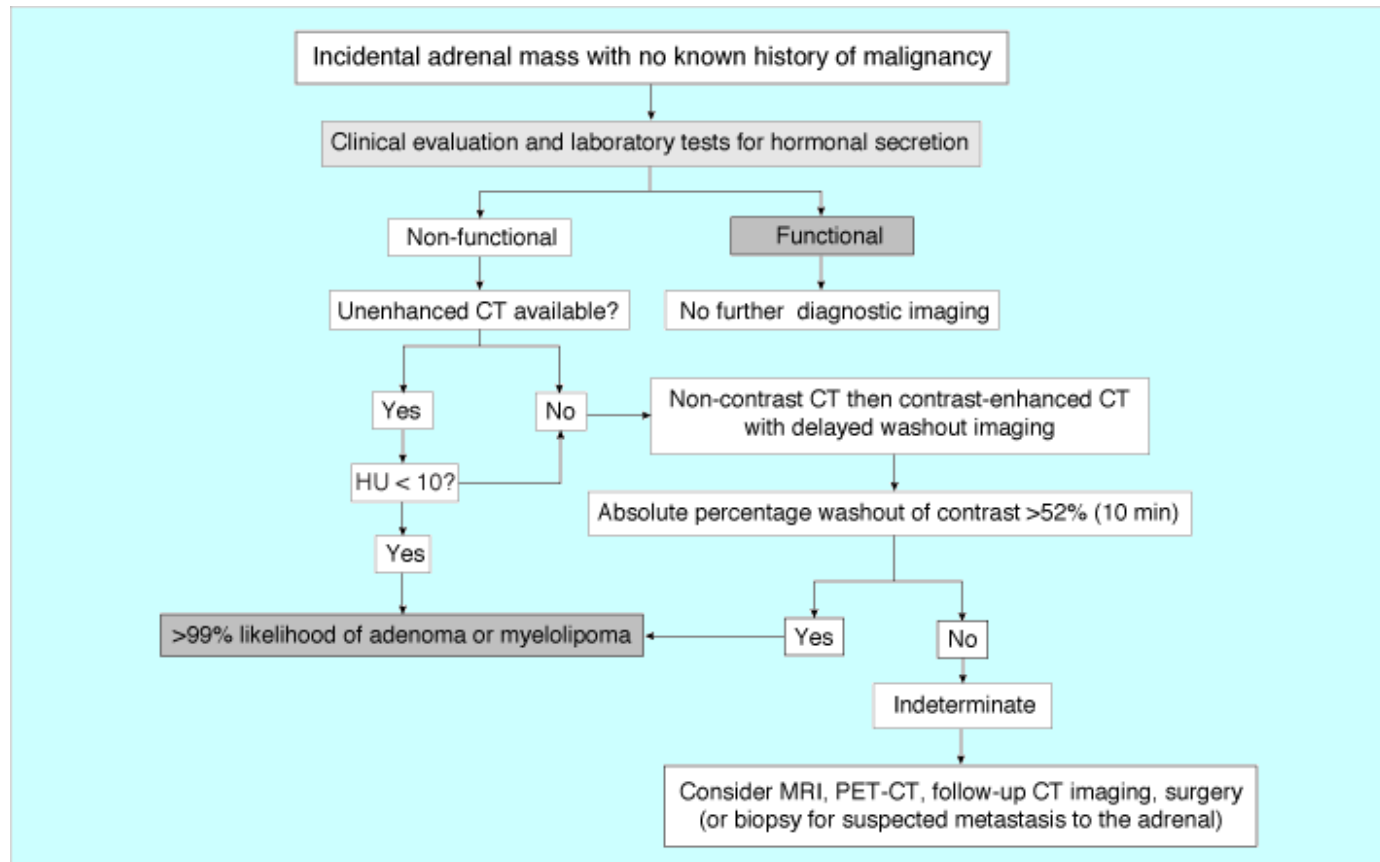 Incidental adrenal mass with no known history of malignancy
Clinical evaluation and laboratory tests for hormonal secretion
Non-functional
Functional
Unenhanced CT available?
No further diagnostic imaging
Yes
No
Non-contrast CT then contrast-enhanced CT
with delayed washout imaging
HU < 10?
Absolute percentage washout of contrast >52% (10 min)
Yes
>99% likelihood of adenoma or myelolipoma
Yes
No
Indeterminate
Consider MRI, PET-CT, follow-up CT imaging, surgery
(or biopsy for suspected metastasis to the adrenal)